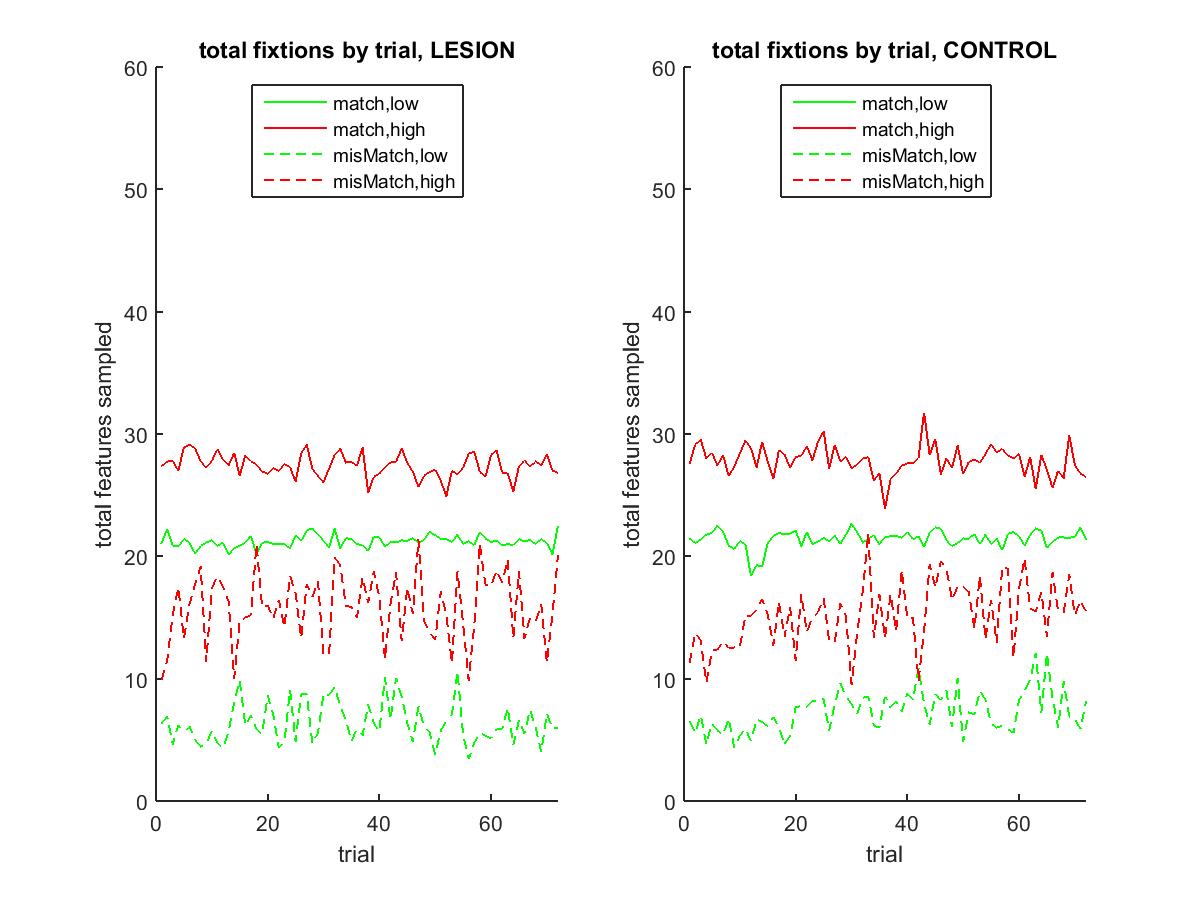 total fixtions by trial, LESION
match,low
match,high
misMatch,low
misMatch,high
total features sampled
60
50
40
30
20
10
0
0 20 40 60
trial
total fixtions by trial, CONTROL
match,low
match,high
misMatch,low
misMatch,high
total features sampled
60
50
40
30
20
10
0
0 20 40 60
trial